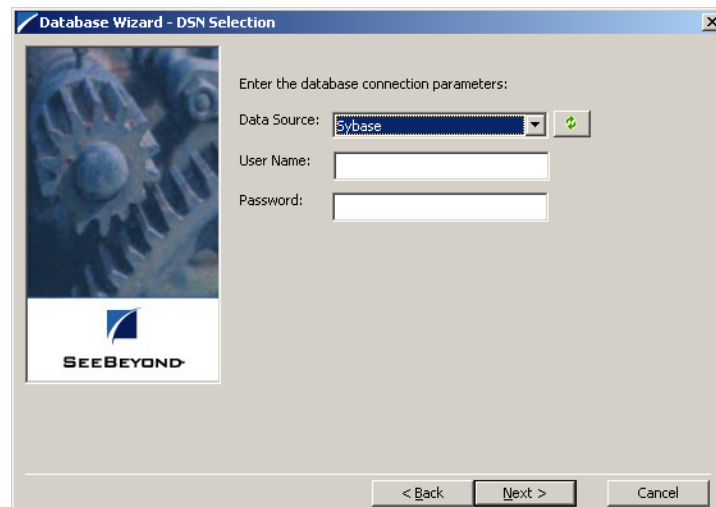 Database Wizard - DSN Selection
Enter the database connection parameters:
Data Source: Sybase
User Name:
Password:
SEEBEYOND
< Back Next > Cancel